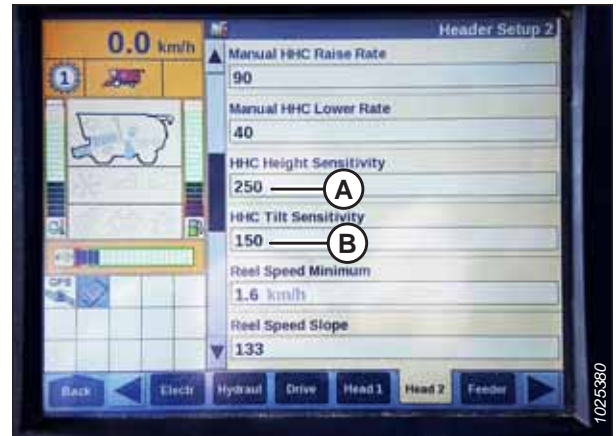 Header Setup 2
0.0 km/h
1
Manual HHC Raise Rate
90
Manual HHC Lower Rate
40
HHC Height Sensitivity
250
A
HHC Tilt Sensitivity
150
B
Reel Speed Minimum
1.6 km/h
Reel Speed Slope
133
GPS
Back
Electr
Hydraul
Drive
Head 1
Head 2
Feeder
1025380